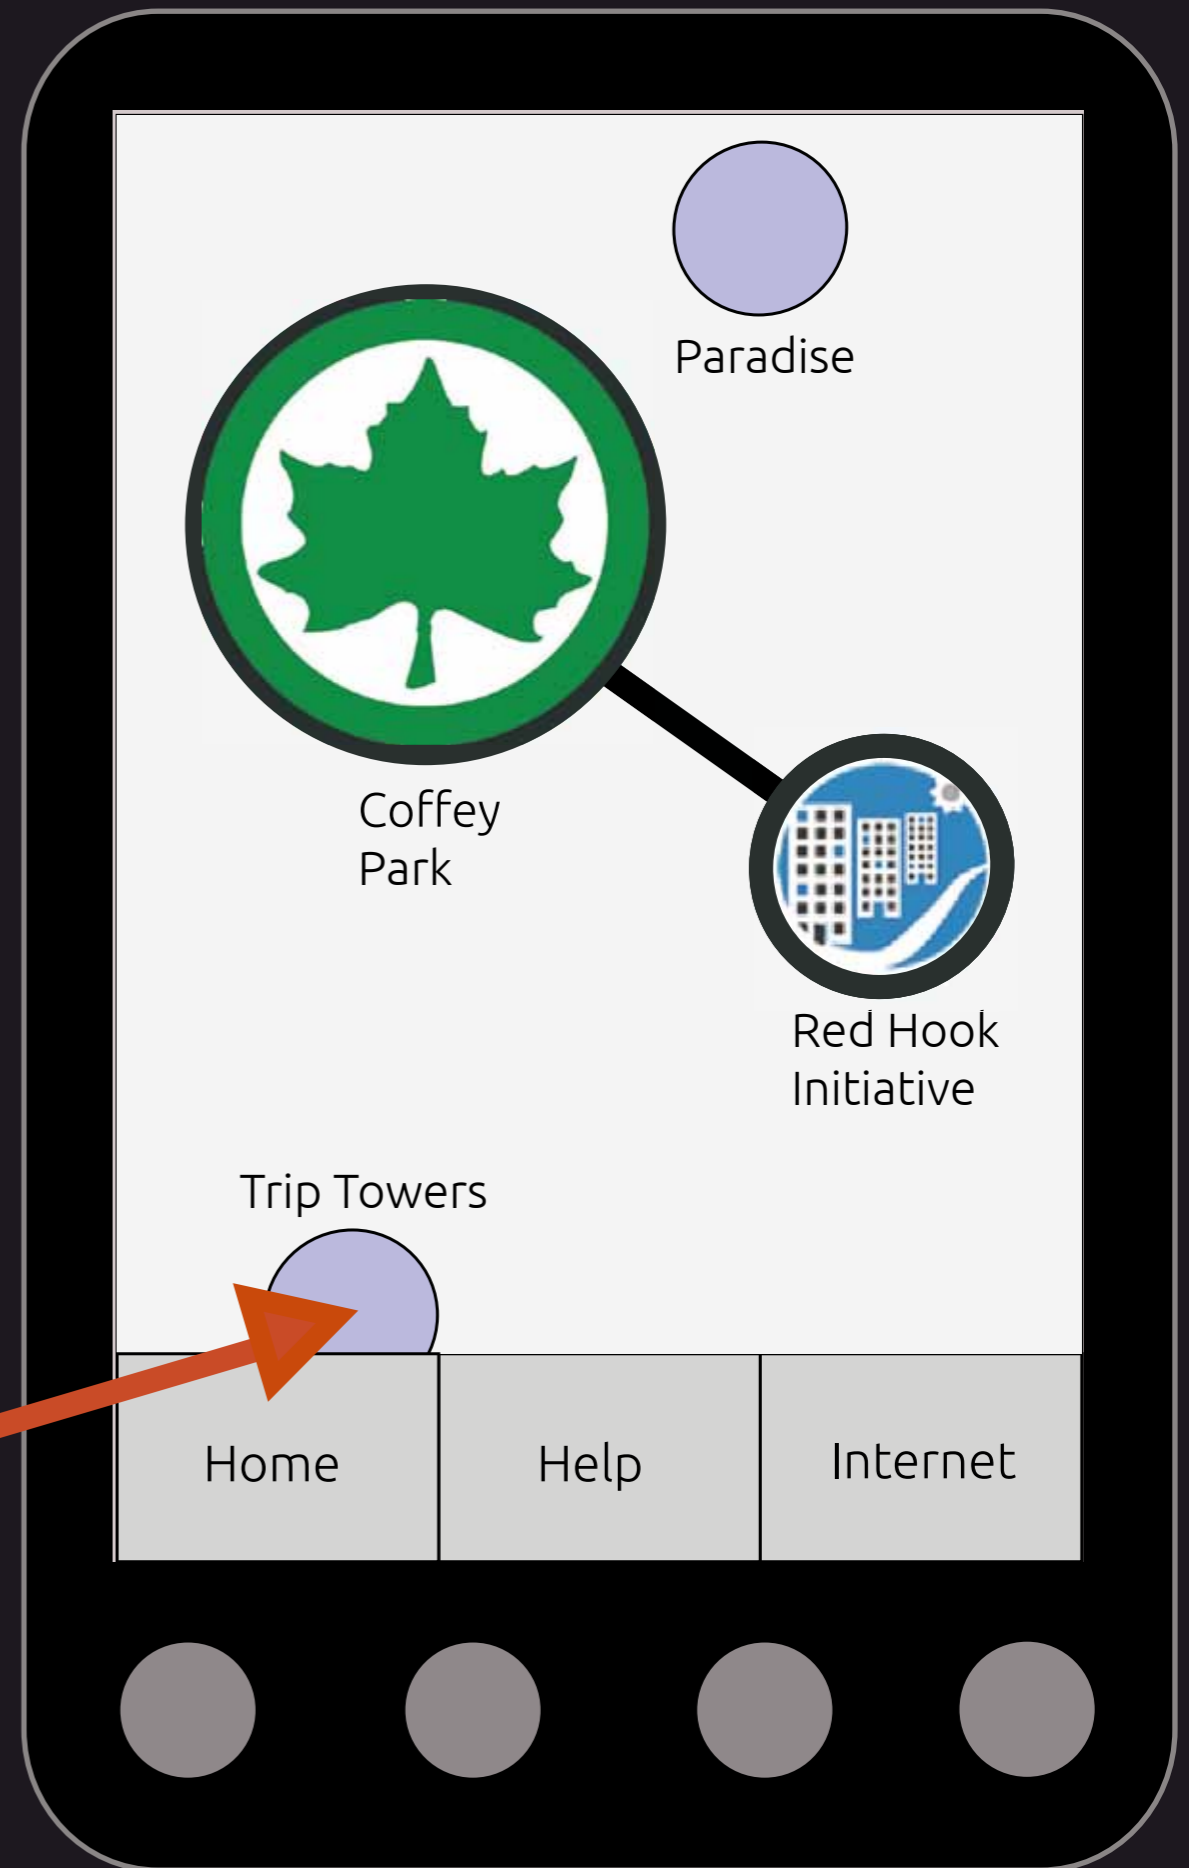 Paradise
Coffey
Park
Red Hook
Initiative
Trip Towers
Home
Help
Internet